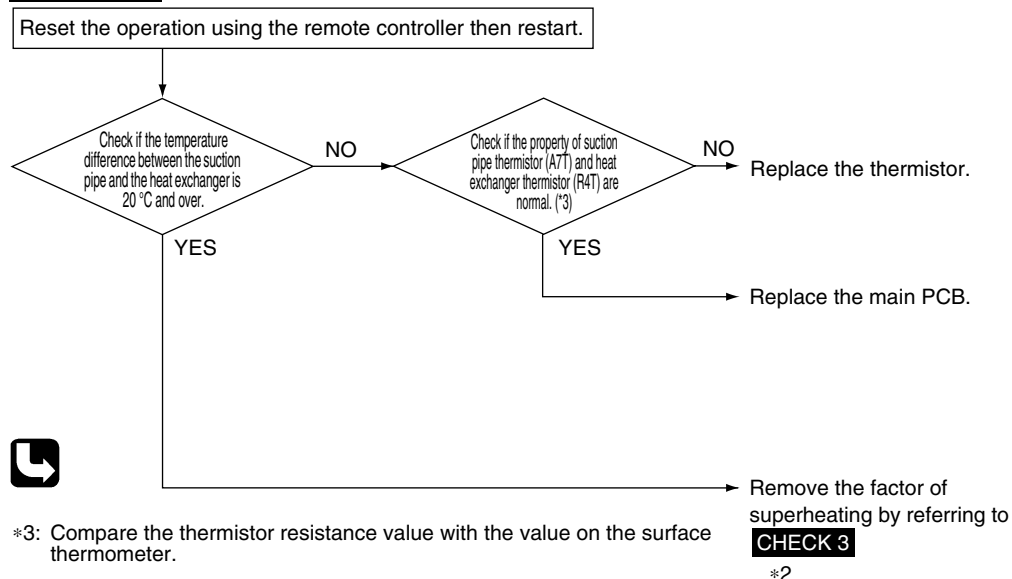 Reset the operation using the remote controller then restart.
Check if the temperature
difference between the suction
pipe and the heat exchanger is
20 °C and over.
NO
YES
Check if the property of suction
pipe thermistor (A7T) and heat
exchanger thermistor (R4T) are
normal. (*3)
NO
Replace the thermistor.
YES
Replace the main PCB.
Remove the factor of
superheating by referring to
CHECK 3
*2
*3: Compare the thermistor resistance value with the value on the surface
thermometer.